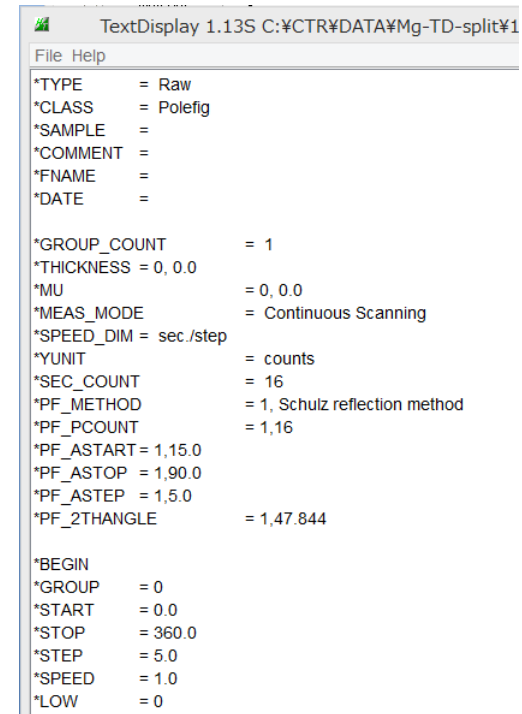 TextDisplay 1.13S C:¥CTR¥DATA¥Mg-TD-split¥1
File Help
*TYPE = Raw
*CLASS = Polefig
*SAMPLE =
*COMMENT =
*FNAME =
*DATE =
*GROUP_COUNT = 1
*THICKNESS = 0, 0.0
*MU = 0, 0.0
*MEAS_MODE = Continuous Scanning
*SPEED_DIM = sec./step
*YUNIT = counts
*SEC_COUNT = 16
*PF_METHOD = 1, Schulz reflection method
*PF_PCOUNT = 1,16
*PF_ASTART = 1,15.0
*PF_ASTOP = 1,90.0
*PF_ASTEP = 1,5.0
*PF_2THANGLE = 1,47.844
*BEGIN
*GROUP = 0
*START = 0.0
*STOP = 360.0
*STEP = 5.0
*SPEED = 1.0
*LOW = 0